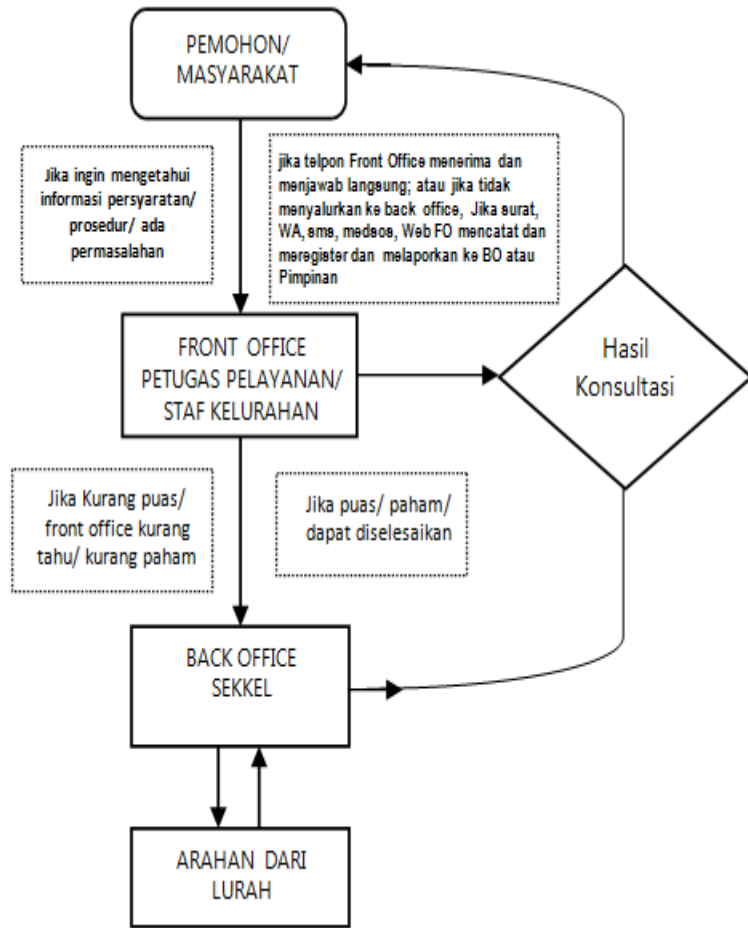 PEMOHON/
MASYARAKAT
Jika ingin mengetahui
informasi persyaratan/
prosedur/ ada
permasalahan
jika telpon Front Office menerima dan
menjawab langsung; atau jika tidak
menyalurkan ke back office, Jika surat,
WA, sms, medsos, Web FO mencatat dan
meregister dan melaporkan ke BO atau
Pimpinan
FRONT OFFICE
PETUGAS PELAYANAN/
STAF KELURAHAN
Hasil
Konsultasi
Jika Kurang puas/
front office kurang
tahu/ kurang paham
Jika puas/ paham/
dapat diselesaikan
BACK OFFICE
SEKKEL
ARAHAN DARI
LURAH